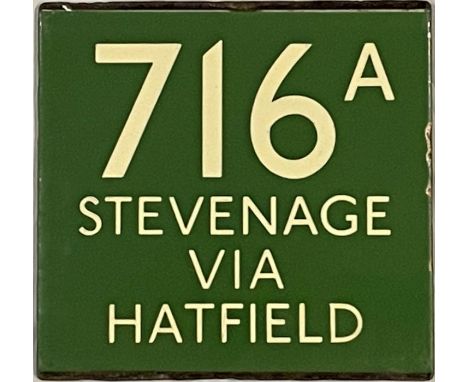 716A
STEVENAGE
VIA
HATFIELD